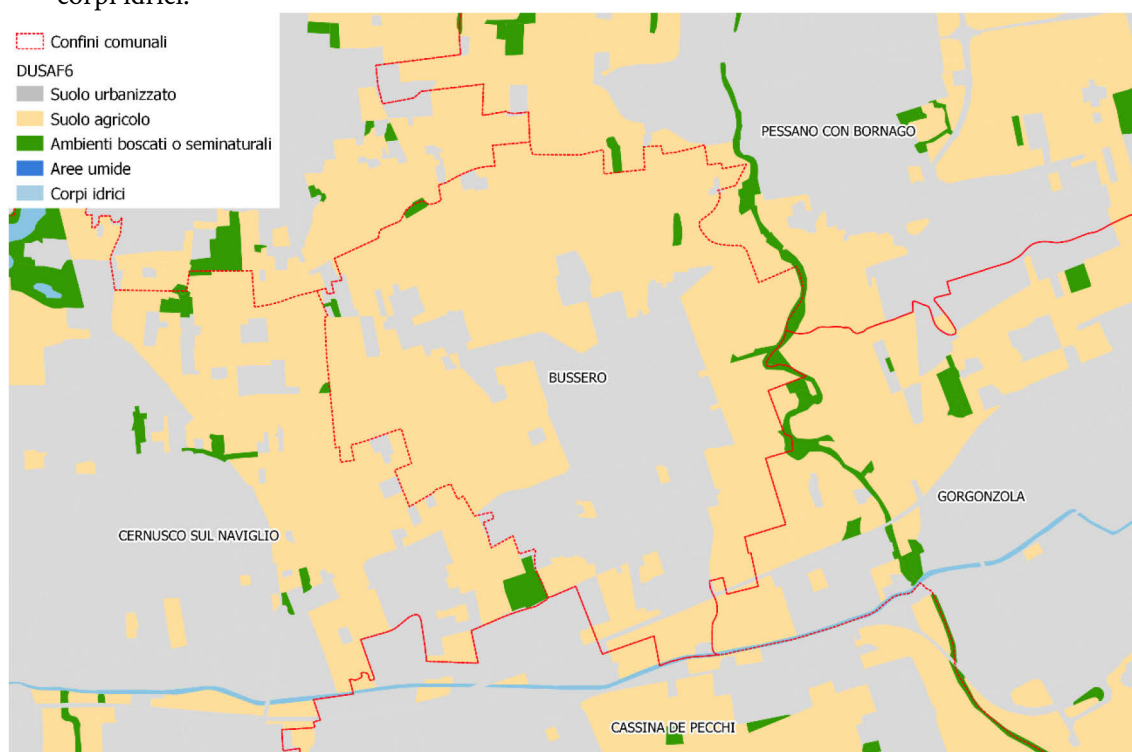 corpi idrici.
Confini comunali
DUSAF6
Suolo urbanizzato
Suolo agricolo
Ambienti boscati o seminaturali
Aree umide
Corpi idrici
PESSANO CON BORNAGO
BUSSERO
GORGONZOLA
CERNUSCO SUL NAVIGLIO
CASSINA DE PECCHI